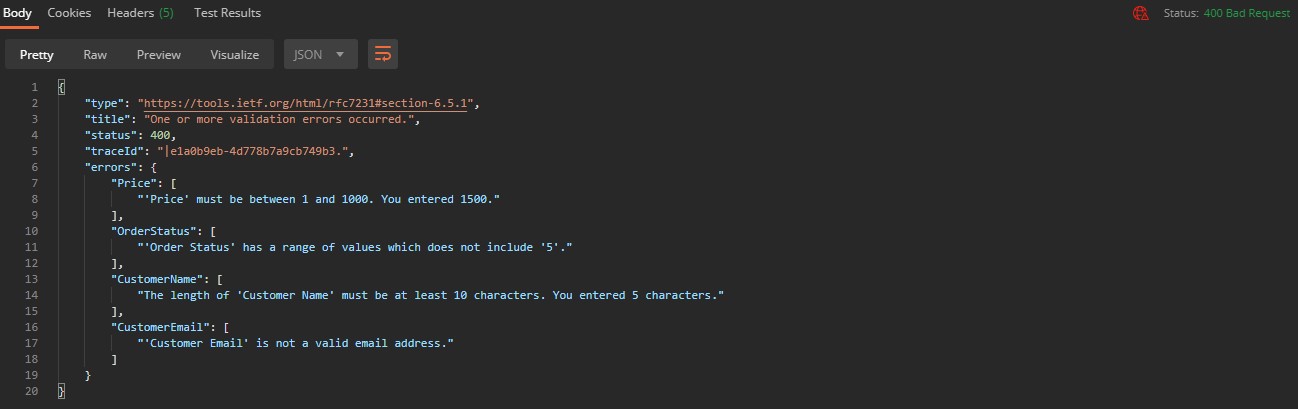 Body Cookies Headers (5) Test Results Status: 400 Bad Request
Pretty Raw Preview Visualize JSON
1 {
2 "type": "https://tools.ietf.org/html/rfc7231#section-6.5.1",
3 "title": "One or more validation errors occurred.",
4 "status": 400,
5 "traceId": "|e1a0b9eb-4d778b7a9cb749b3.",
6 "errors": {
7 "Price": [
8 "'Price' must be between 1 and 1000. You entered 1500."
9 ],
10 "OrderStatus": [
11 "'Order Status' has a range of values which does not include '5'."
12 ],
13 "CustomerName": [
14 "The length of 'Customer Name' must be at least 10 characters. You entered 5 characters."
15 ],
16 "CustomerEmail": [
17 "'Customer Email' is not a valid email address."
18 ]
19 }
20 }